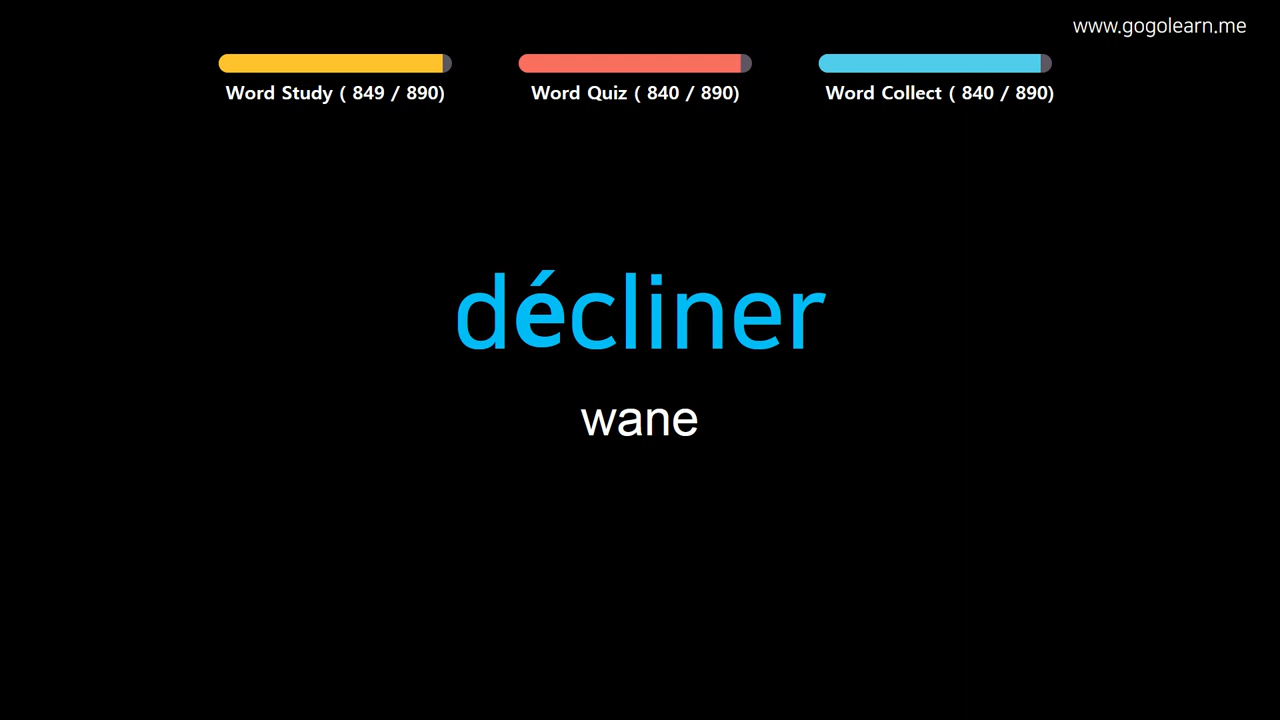 www.gogolearn.me
Word Study ( 849 / 890)
Word Quiz ( 840 / 890)
Word Collect ( 840 / 890)
décliner
wane